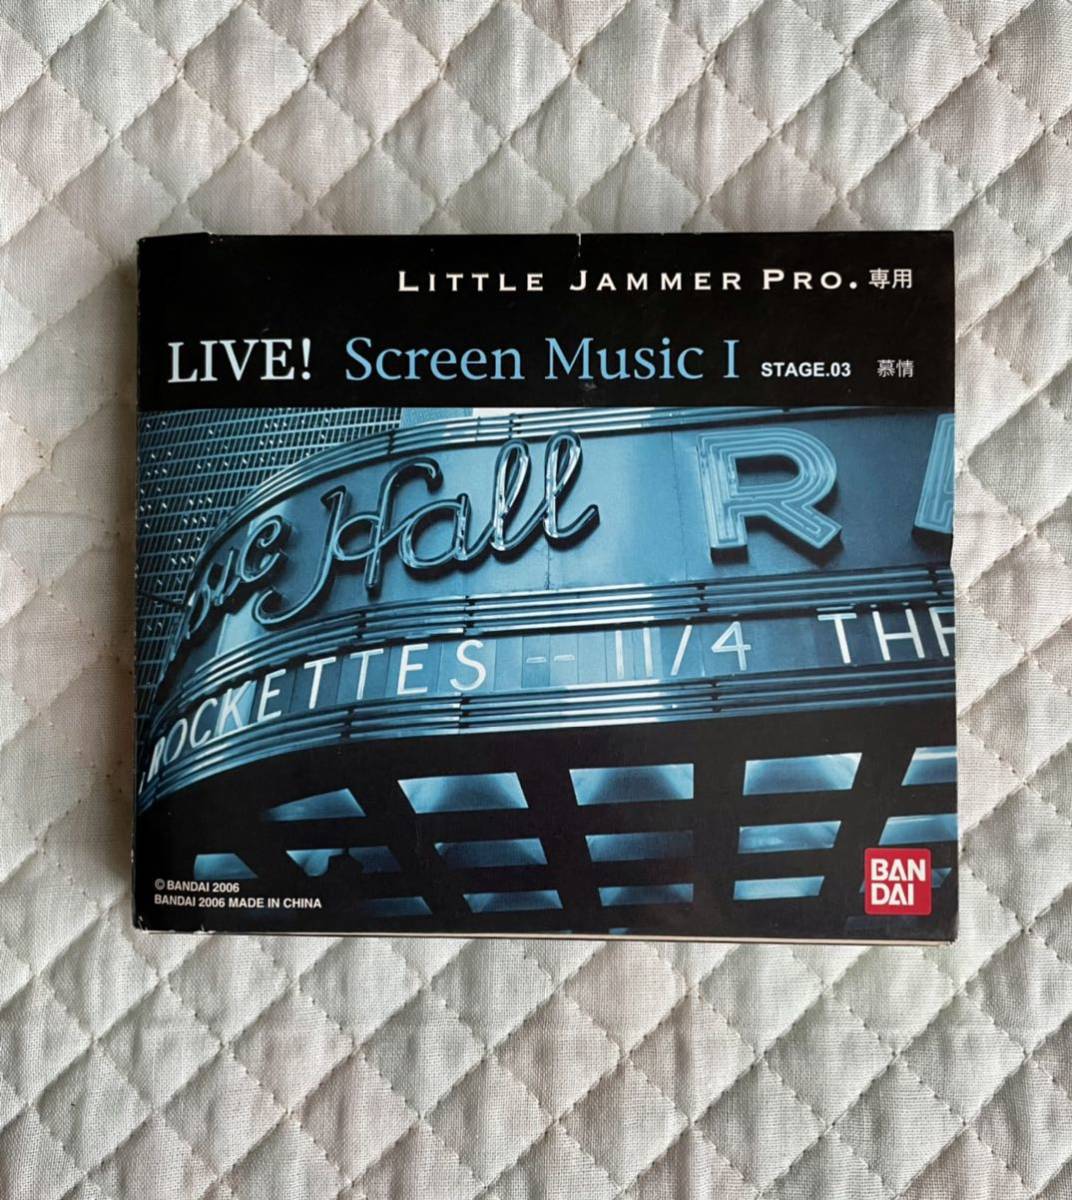 LITTLE JAMMER PRO. 専用
LIVE! Screen Music I STAGE.03 慕情
Hall R
ROCKETTES -- 11/4 THE
© BANDAI 2006
BANDAI 2006 MADE IN CHINA
BAN
DAI